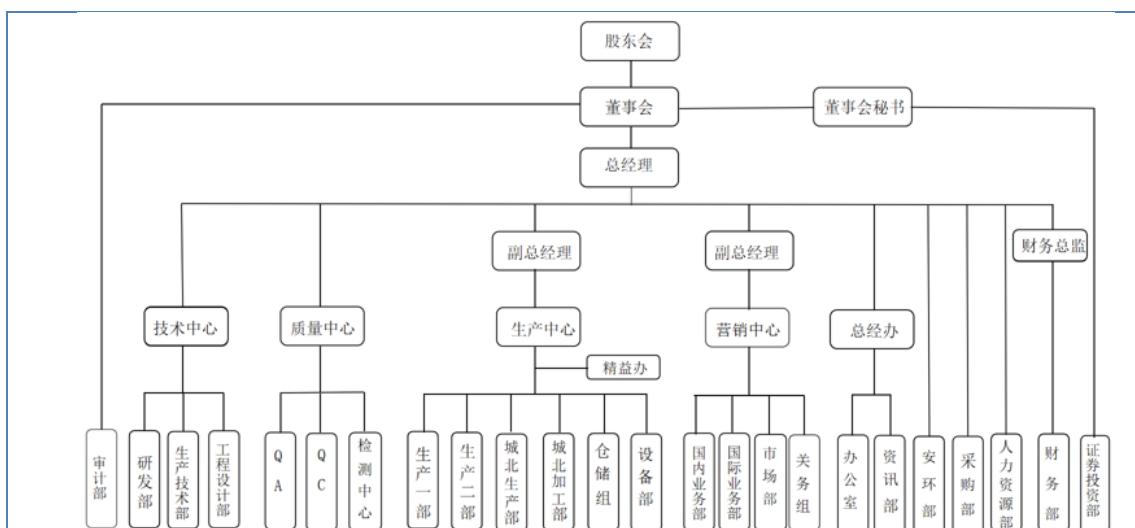 股东会
董事会
董事会秘书
总经理
副总经理
副总经理
财务总监
技术中心
质量中心
生产中心
营销中心
总经办
精益办
审计部
研发部
生产技术部
工程设计部
QA
QC
检测中心
生产一部
生产二部
城北生产部
城北加工部
仓储组
设备部
国内业务部
国际业务部
市场部
关务组
办公室
资讯部
安环部
采购部
人力资源部
财务部
证券投资部